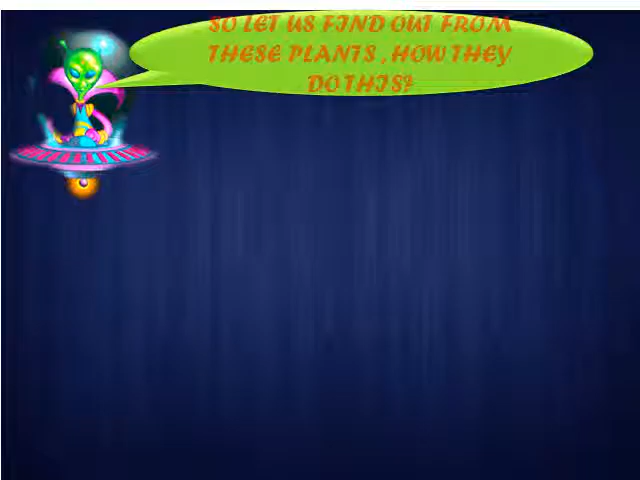 SO LET US FIND OUT FROM
THESE PLANTS , HOW THEY
DO THIS?